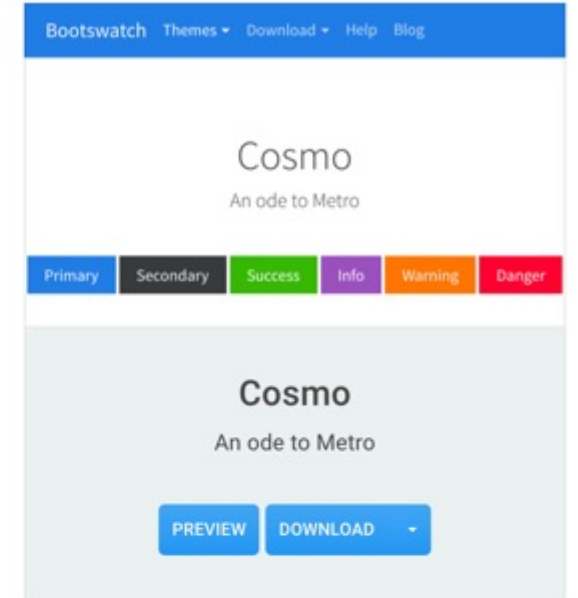 Bootswatch Themes Download Help Blog
Cosmo
An ode to Metro
Primary Secondary Success Info Warning Danger
Cosmo
An ode to Metro
PREVIEW DOWNLOAD